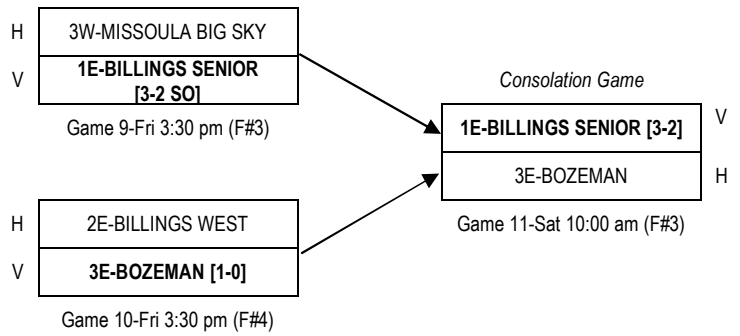 H 3W-MISSOULA BIG SKY
V 1E-BILLINGS SENIOR
[3-2 SO]
Game 9-Fri 3:30 pm (F#3)
H 2E-BILLINGS WEST
V 3E-BOZEMAN [1-0]
Game 10-Fri 3:30 pm (F#4)
Consolation Game
1E-BILLINGS SENIOR [3-2] V
3E-BOZEMAN H
Game 11-Sat 10:00 am (F#3)